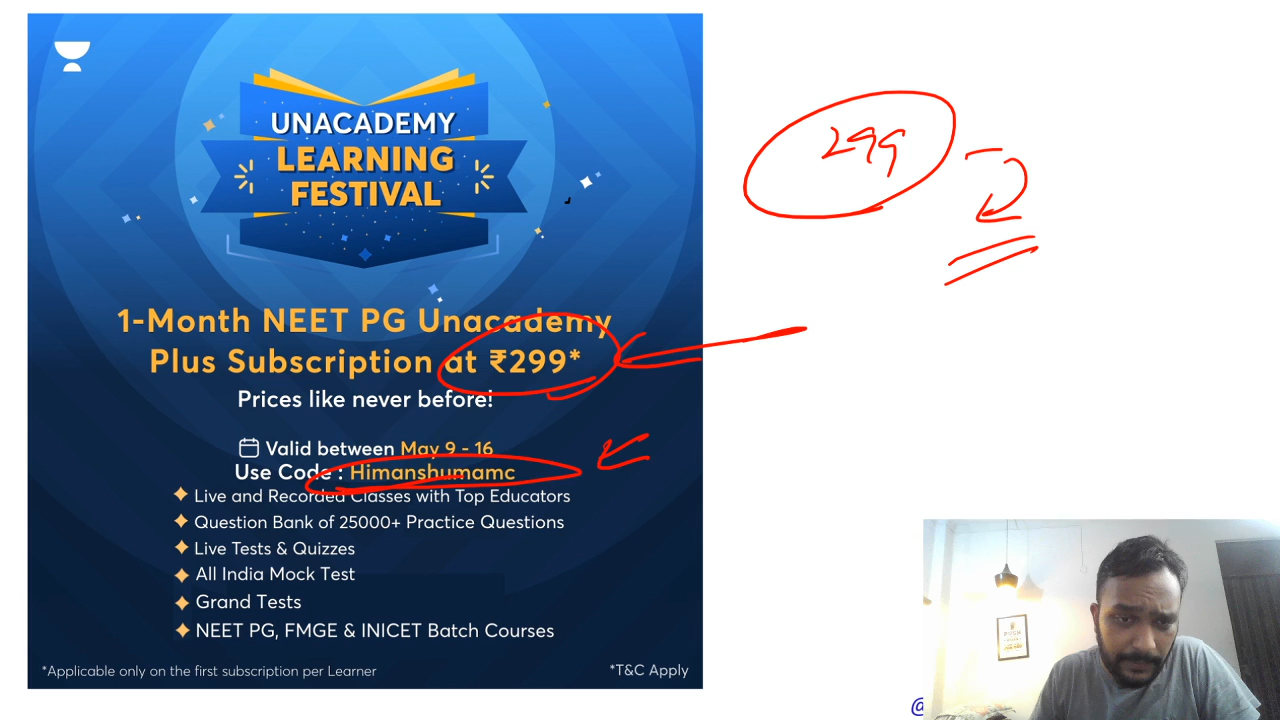 UNACADEMY
LEARNING
FESTIVAL
299
1-Month NEET PG Unacademy
Plus Subscription at ₹299*
Prices like never before!
Valid between May 9 - 16
Use Code : Himanshumamc
Live and Recorded Classes with Top Educators
Question Bank of 25000+ Practice Questions
Live Tests & Quizzes
All India Mock Test
Grand Tests
NEET PG, FMGE & INICET Batch Courses
*Applicable only on the first subscription per Learner
*T&C Apply
@